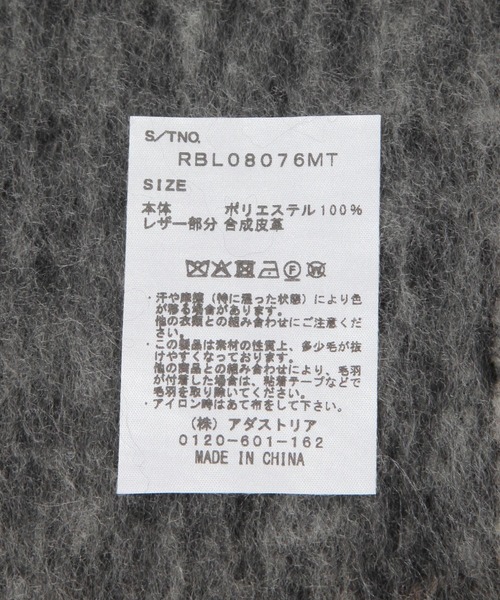 S/TNO.
RBL08076MT
SIZE
本体 ポリエステル100%
レザー部分 合成皮革
・汗や摩擦（特に湿った状態）により色
が移る場合があります。
他の衣類との組み合わせにご注意くだ
さい。
・この製品は素材の性質上、多少毛が抜
けやすくなっております。
他の商品との組み合わせにより、毛羽
が付着した場合は、粘着テープなどで
毛羽を取り除いてください。
・アイロン時はあて布をして下さい。
（株）アダストリア
0120-601-162
MADE IN CHINA